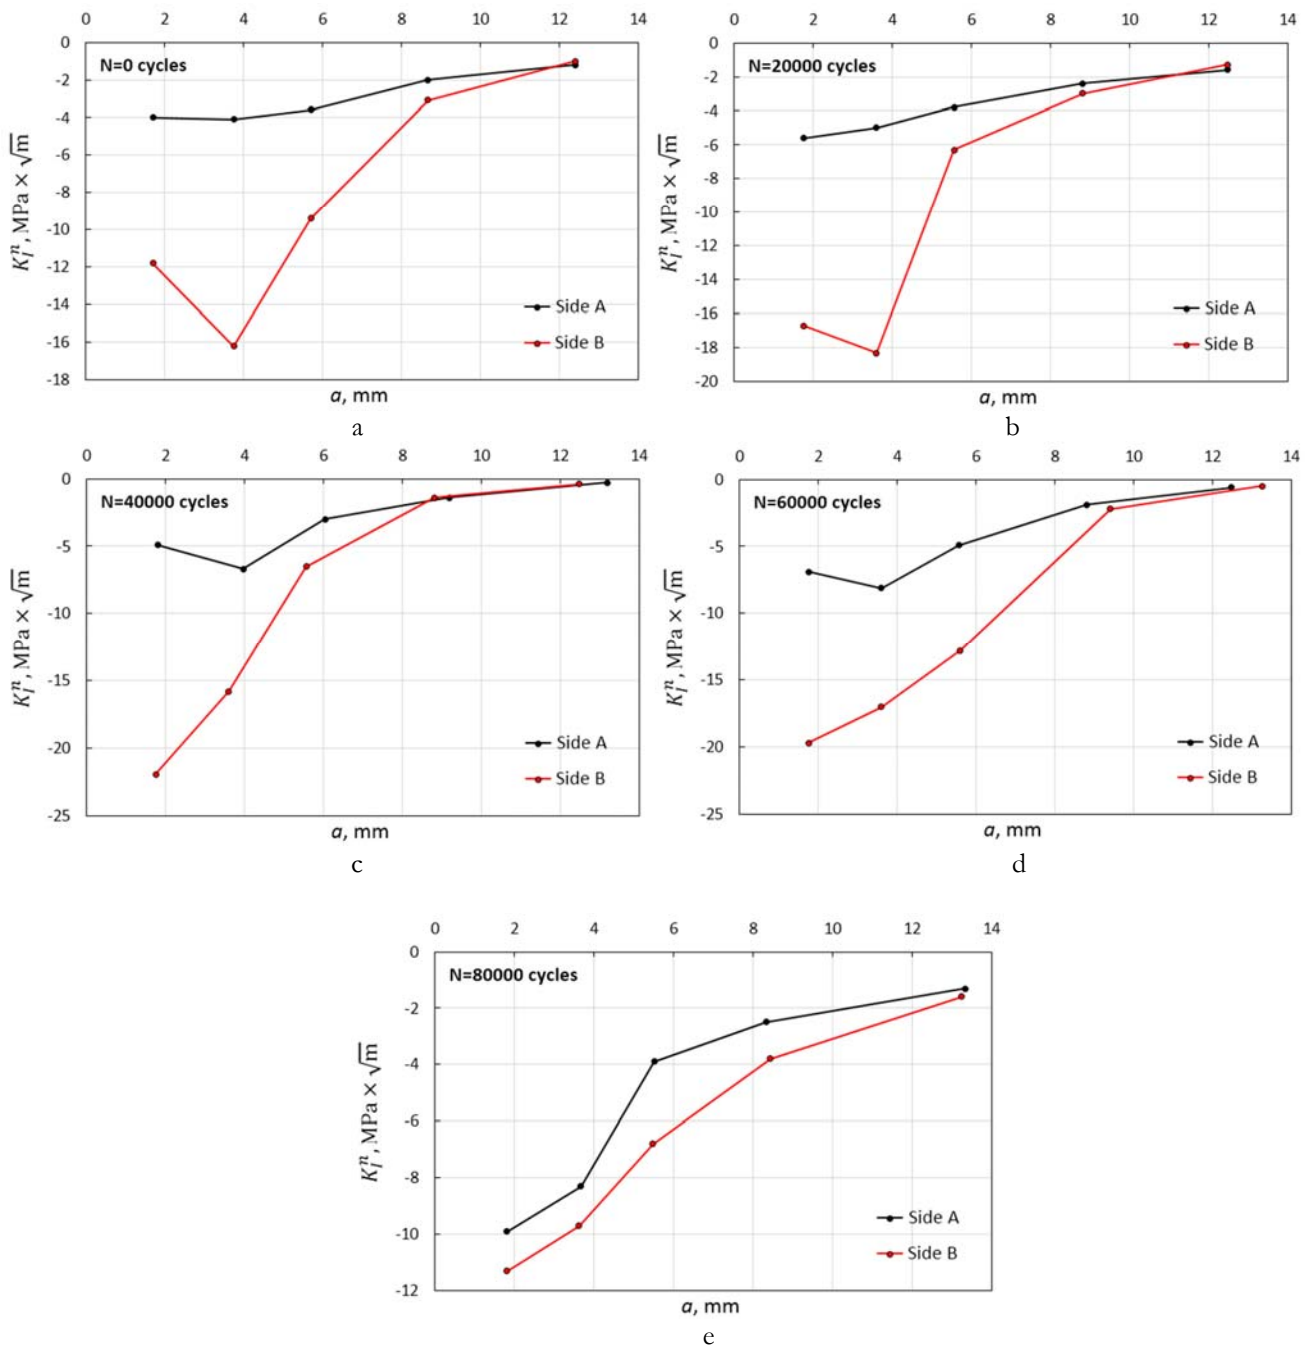 0 2 4 6 8 10 12 14
N=0 cycles
0
-2
-4
-6
-8
-10
-12
-14
-16
-18
K_I^n, MPa × √m
Side A
Side B
a, mm
a
0 2 4 6 8 10 12 14
N=20000 cycles
0
-2
-4
-6
-8
-10
-12
-14
-16
-18
-20
K_I^n, MPa × √m
Side A
Side B
a, mm
b
0 2 4 6 8 10 12 14
N=40000 cycles
0
-5
-10
-15
-20
-25
K_I^n, MPa × √m
Side A
Side B
a, mm
c
0 2 4 6 8 10 12 14
N=60000 cycles
0
-5
-10
-15
-20
-25
K_I^n, MPa × √m
Side A
Side B
a, mm
d
0 2 4 6 8 10 12 14
N=80000 cycles
0
-2
-4
-6
-8
-10
-12
K_I^n, MPa × √m
Side A
Side B
a, mm
e